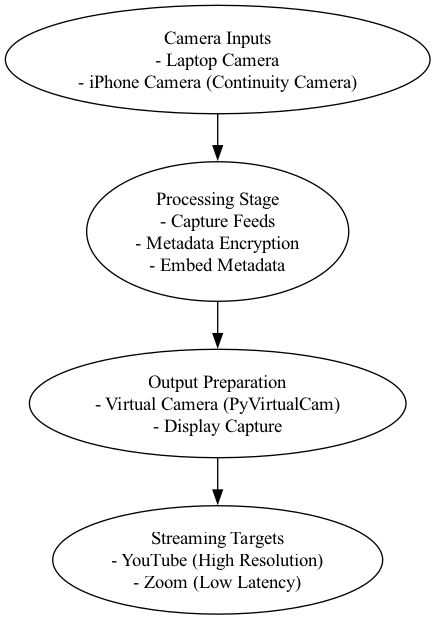 Camera Inputs
- Laptop Camera
- iPhone Camera (Continuity Camera)
Processing Stage
- Capture Feeds
- Metadata Encryption
- Embed Metadata
Output Preparation
- Virtual Camera (PyVirtualCam)
- Display Capture
Streaming Targets
- YouTube (High Resolution)
- Zoom (Low Latency)